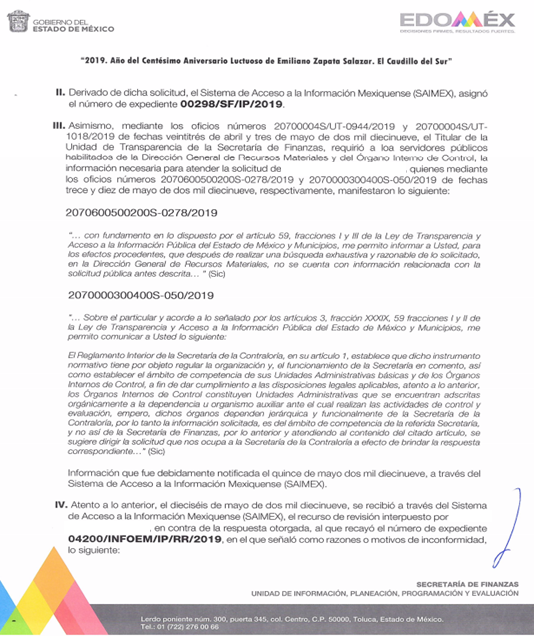 GOBIERNO DEL
ESTADO DE MÉXICO
EDOMÉX
DECISIONES FIRMES, RESULTADOS FUERTES.
"2019. Año del Centésimo Aniversario Luctuoso de Emiliano Zapata Salazar. El Caudillo del Sur"
II. Derivado de dicha solicitud, el Sistema de Acceso a la Información Mexiquense (SAIMEX), asignó
el número de expediente 00298/SF/IP/2019.
III. Asimismo, mediante los oficios números 20700004S/UT-0944/2019 y 20700004S/UT-
1018/2019 de fechas veintitrés de abril y tres de mayo de dos mil diecinueve, el Titular de la
Unidad de Transparencia de la Secretaría de Finanzas, requirió a loa servidores públicos
habilitados de la Dirección General de Recursos Materiales y del Órgano Interno de Control, la
información necesaria para atender la solicitud de , quienes mediante
los oficios números 2070600500200S-0278/2019 y 2070000300400S-050/2019 de fechas
trece y diez de mayo de dos mil diecinueve, respectivamente, manifestaron lo siguiente:
2070600500200S-0278/2019
"... con fundamento en lo dispuesto por el artículo 59, fracciones I y III de la Ley de Transparencia y
Acceso a la Información Pública del Estado de México y Municipios, me permito informar a Usted, para
los efectos procedentes, que después de realizar una búsqueda exhaustiva y razonable de lo solicitado,
en la Dirección General de Recursos Materiales, no se cuenta con información relacionada con la
solicitud pública antes descrita... " (Sic)
2070000300400S-050/2019
"... Sobre el particular y acorde a lo señalado por los artículos 3, fracción XXXIX, 59 fracciones I y II de
la Ley de Transparencia y Acceso a la Información Pública del Estado de México y Municipios, me
permito comunicar a Usted lo siguiente:
El Reglamento Interior de la Secretaría de la Contraloría, en su artículo 1, establece que dicho instrumento
normativo tiene por objeto regular la organización y, el funcionamiento de la Secretaría en comento, así
como establecer el ámbito de competencia de sus Unidades Administrativas básicas y de los Órganos
Internos de Control, a fin de dar cumplimiento a las disposiciones legales aplicables, atento a lo anterior,
los Órganos Internos de Control constituyen Unidades Administrativas que se encuentran adscritas
orgánicamente a la dependencia u organismo auxiliar ante el cual realizan las actividades de control y
evaluación, empero, dichos órganos dependen jerárquica y funcionalmente de la Secretaría de la
Contraloría, por lo tanto la información solicitada, es del ámbito de competencia de la referida Secretaría,
y no así de la Secretaría de Finanzas, por lo anterior y atendiendo al contenido del citado artículo, se
sugiere dirigir la solicitud que nos ocupa a la Secretaría de la Contraloría a efecto de brindar la respuesta
correspondiente..." (Sic)
Información que fue debidamente notificada el quince de mayo dos mil diecinueve, a través del
Sistema de Acceso a la Información Mexiquense (SAIMEX).
IV. Atento a lo anterior, el dieciséis de mayo de dos mil diecinueve, se recibió a través del Sistema
de Acceso a la Información Mexiquense (SAIMEX), el recurso de revisión interpuesto por
, en contra de la respuesta otorgada, al que recayó el número de expediente
04200/INFOEM/IP/RR/2019, en el que señaló como razones o motivos de inconformidad,
lo siguiente:
SECRETARÍA DE FINANZAS
UNIDAD DE INFORMACIÓN, PLANEACIÓN, PROGRAMACIÓN Y EVALUACIÓN
Lerdo poniente núm. 300, puerta 345, col. Centro, C.P. 50000, Toluca, Estado de México.
Tel.: 01 (722) 276 00 66